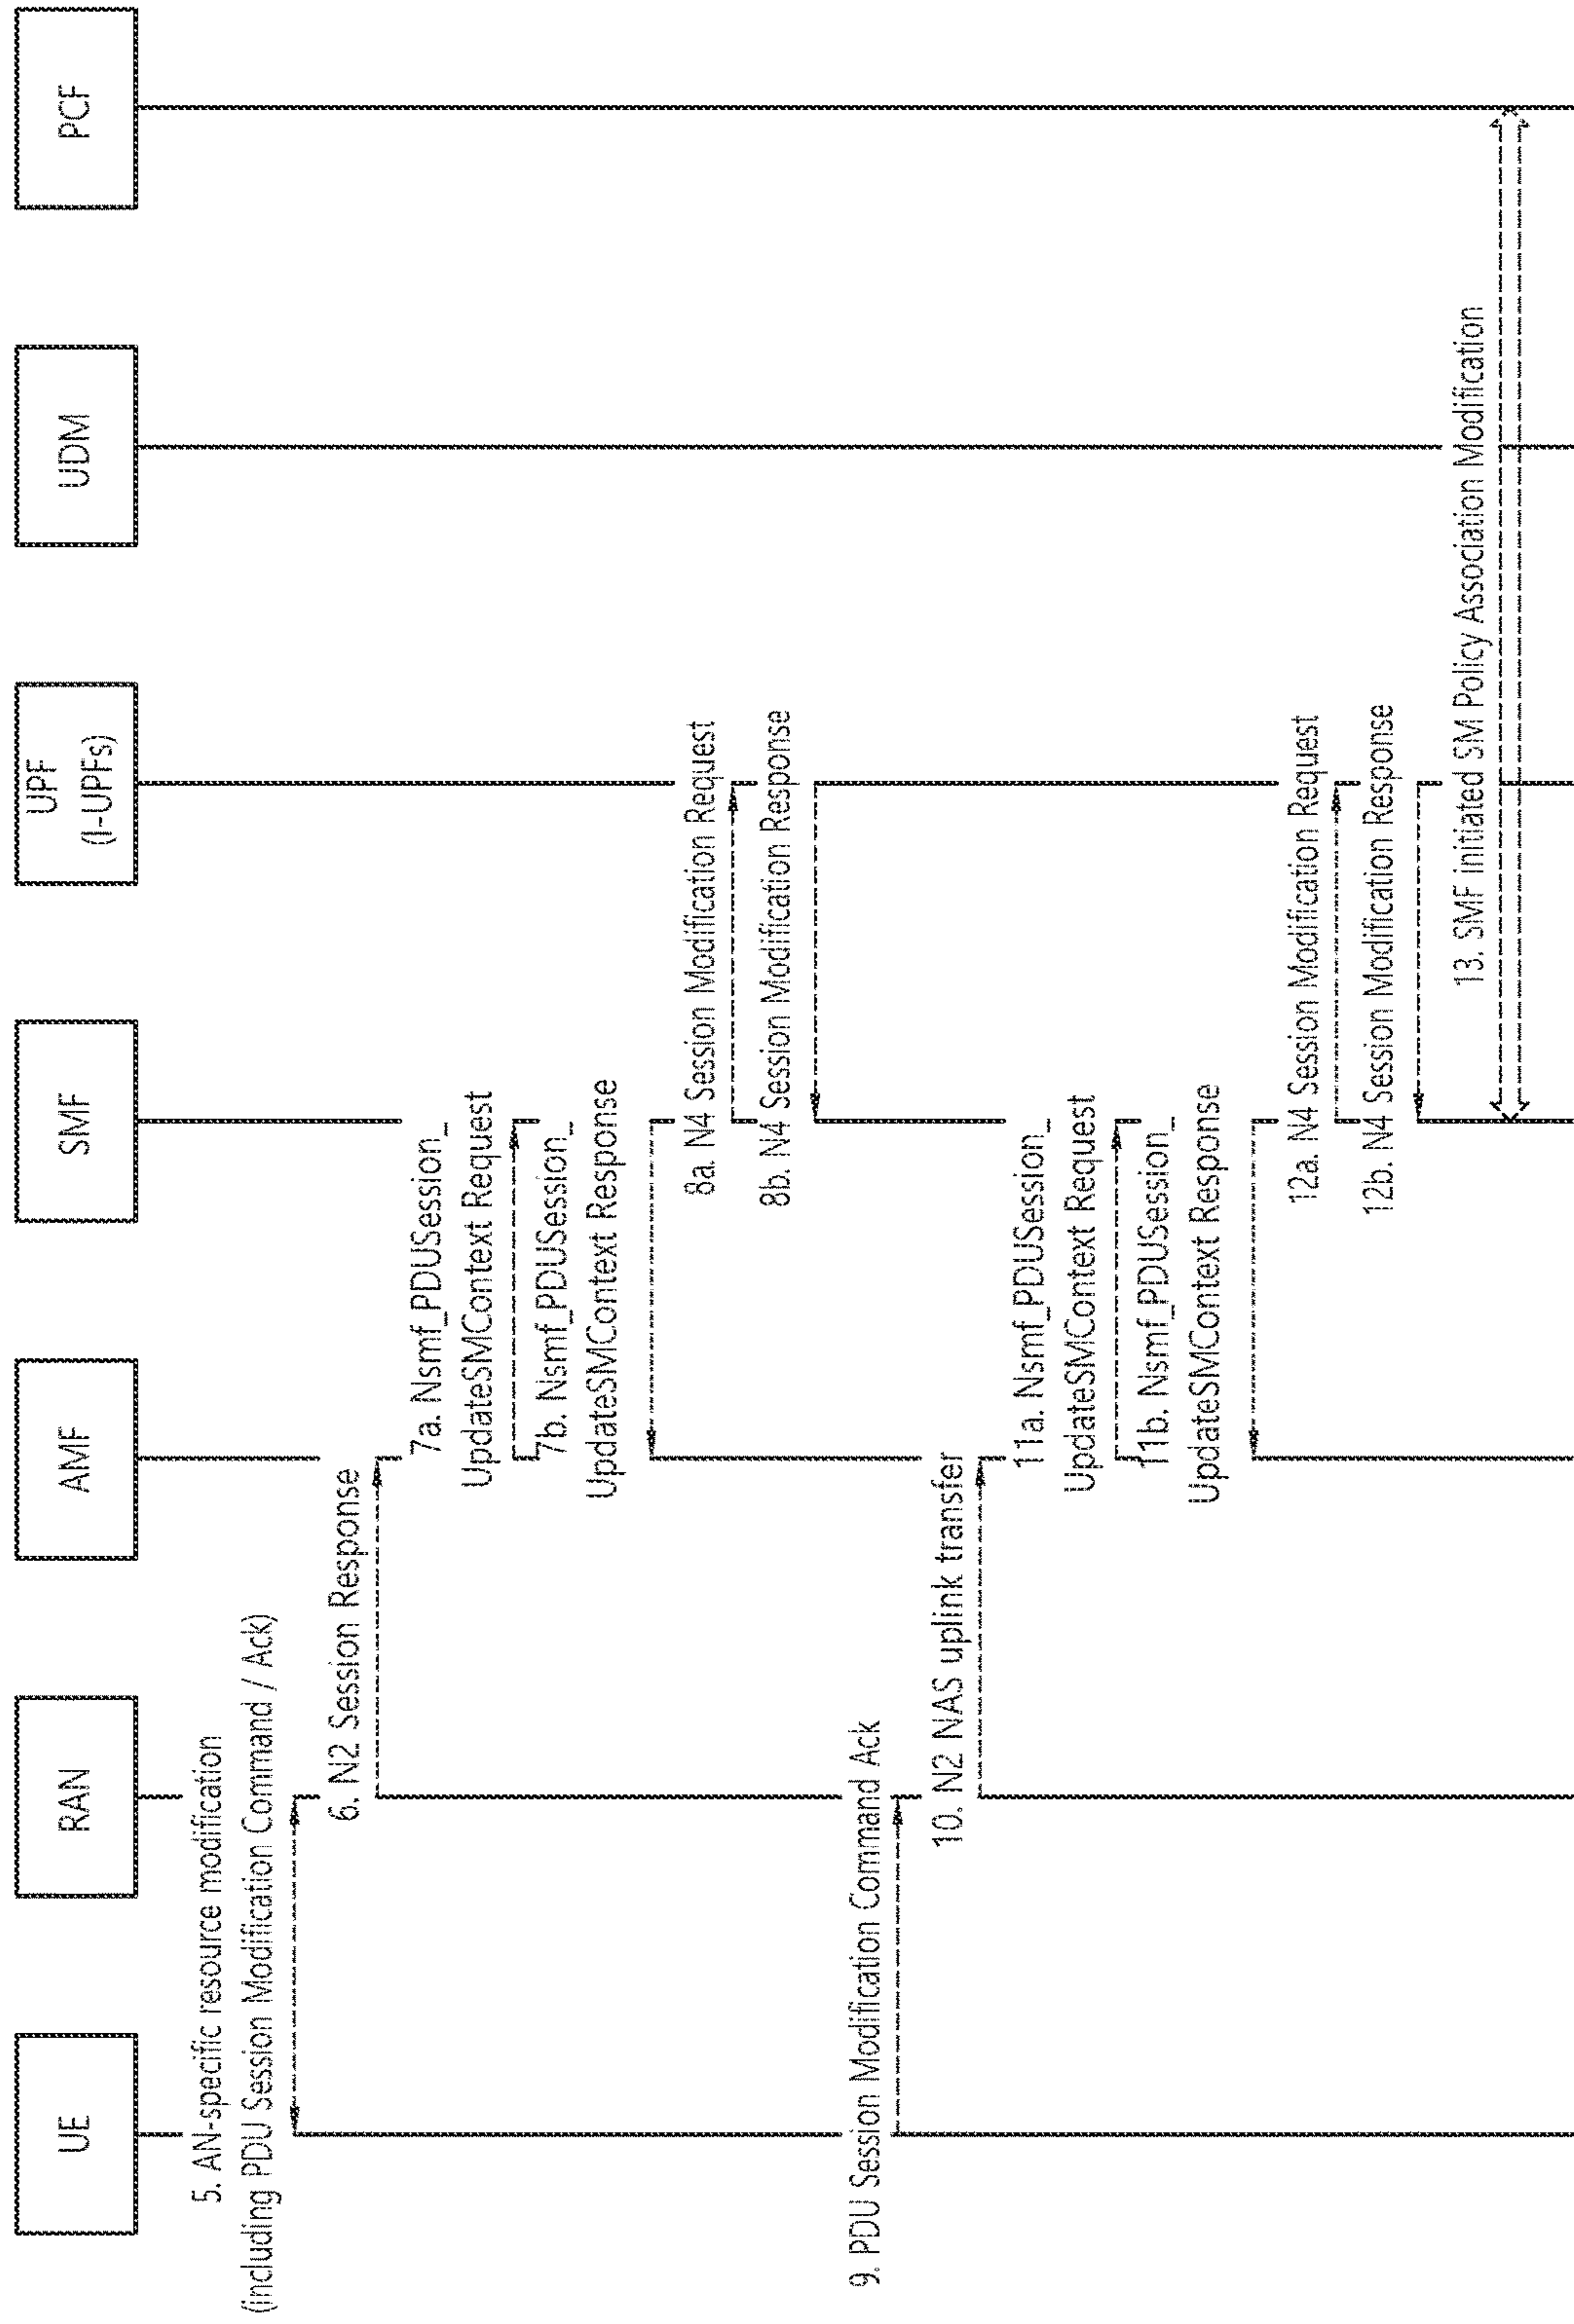 UE
RAN
AMF
SMF
UPF
(I-UPFs)
UDM
PCF
5. AN-specific resource modification
(including PDU Session Modification Command / Ack)
6. N2 Session Response
7a. Nsmf_PDUSession_
UpdateSMContext Request
7b. Nsmf_PDUSession_
UpdateSMContext Response
8a. N4 Session Modification Request
8b. N4 Session Modification Response
9. PDU Session Modification Command Ack
10. N2 NAS uplink transfer
11a. Nsmf_PDUSession_
UpdateSMContext Request
11b. Nsmf_PDUSession_
UpdateSMContext Response
12a. N4 Session Modification Request
12b. N4 Session Modification Response
13. SMF initiated SM Policy Association Modification